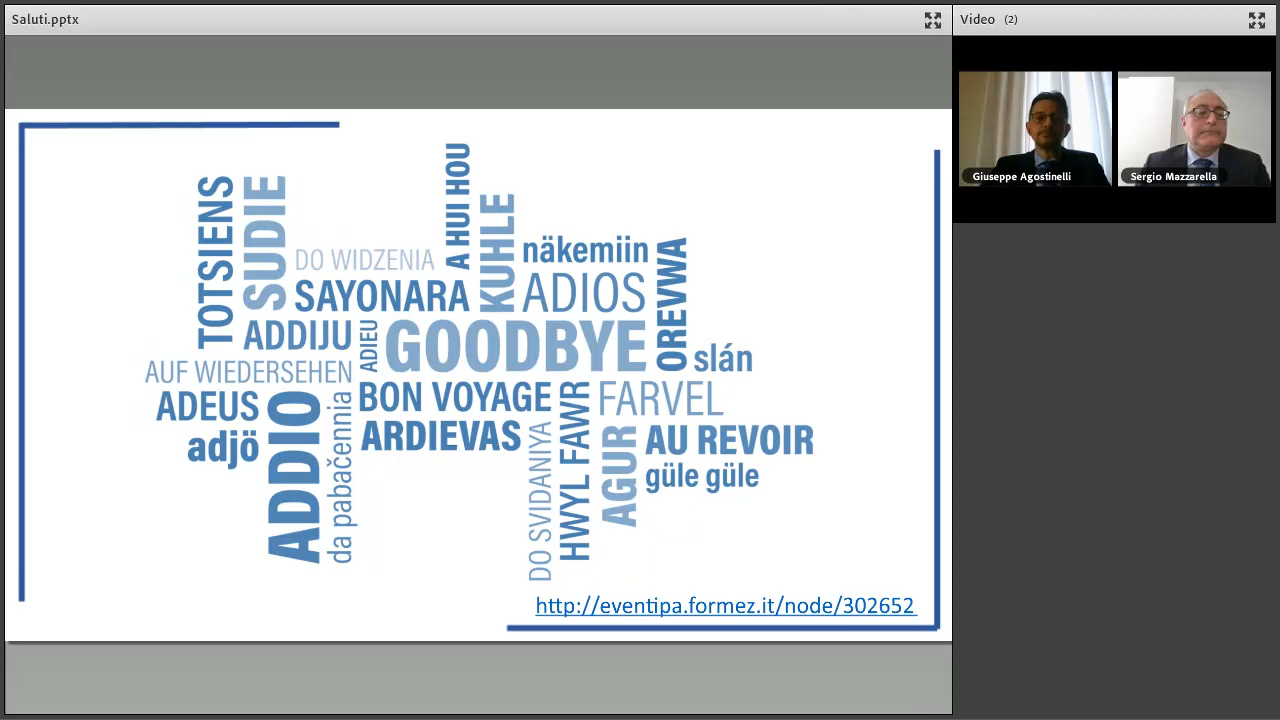 Saluti.pptx
Video (2)
Giuseppe Agostinelli
Sergio Mazzarella
TOTSIENS
SUDIE
DO WIDZENIA
A HUI HOU
KUHLE
näkemiin
SAYONARA
ADIOS
OREVWA
ADDIJU
ADIEU
GOODBYE
slán
AUF WIEDERSEHEN
ADEUS
BON VOYAGE
FARVEL
adjö
ADDIO
da pabačennia
ARDIEVAS
DO SVIDANIYA
HWYL FAWR
AGUR
AU REVOIR
güle güle
http://eventipa.formez.it/node/302652